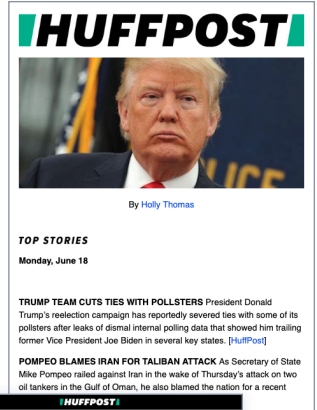 HUFFPOST
ICE
By Holly Thomas
TOP STORIES
Monday, June 18
TRUMP TEAM CUTS TIES WITH POLLSTERS President Donald
Trump's reelection campaign has reportedly severed ties with some of its
pollsters after leaks of dismal internal polling data that showed him trailing
former Vice President Joe Biden in several key states. [HuffPost]
POMPEO BLAMES IRAN FOR TALIBAN ATTACK As Secretary of State
Mike Pompeo railed against Iran in the wake of Thursday's attack on two
oil tankers in the Gulf of Oman, he also blamed the nation for a recent
HUFFPOST